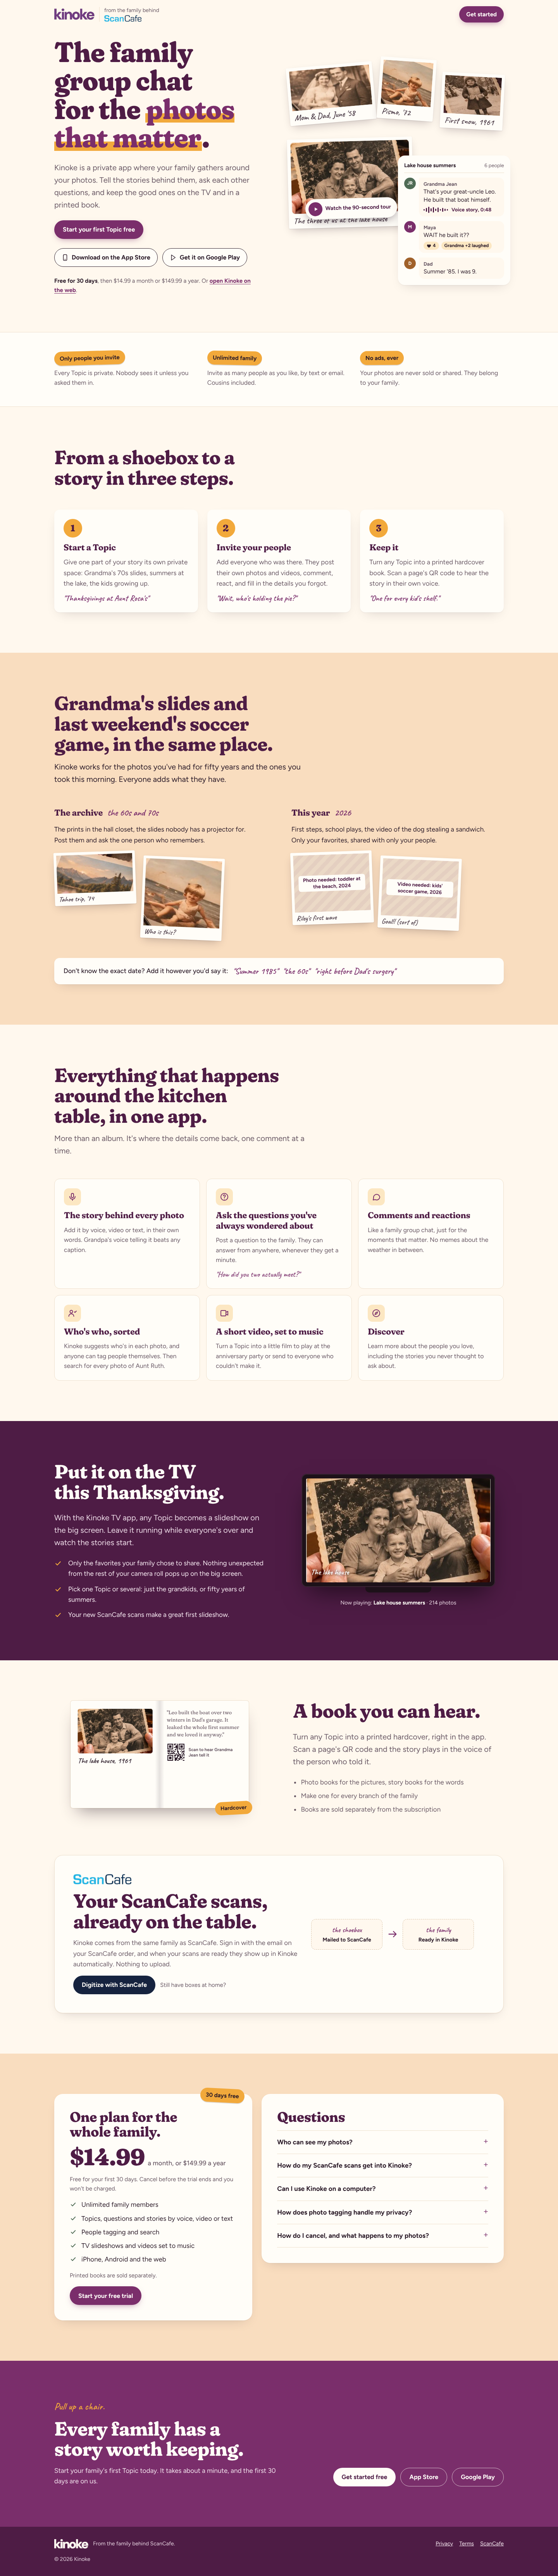 kinoke
from the family behind
ScanCafe
Get started
The family
group chat
for the photos
that matter.
Kinoke is a private app where your family gathers around
your photos. Tell the stories behind them, ask each other
questions, and keep the good ones on the TV and in a
printed book.
Start your first Topic free
Download on the App Store
Get it on Google Play
Free for 30 days, then $14.99 a month or $149.99 a year. Or open Kinoke on
the web.
Mom & Dad, June '58
Pismo, '72
First snow, 1961
The three of us at the lake house
Watch the 90-second tour
Lake house summers
6 people
JR
Grandma Jean
That's your great-uncle Leo.
He built that boat himself.
Voice story, 0:48
M
Maya
WAIT he built it??
4
Grandma +2 laughed
D
Dad
Summer '85. I was 9.
Only people you invite
Every Topic is private. Nobody sees it unless you
asked them in.
Unlimited family
Invite as many people as you like, by text or email.
Cousins included.
No ads, ever
Your photos are never sold or shared. They belong
to your family.
From a shoebox to a
story in three steps.
1
Start a Topic
Give one part of your story its own private
space: Grandma's 70s slides, summers at
the lake, the kids growing up.
"Thanksgivings at Aunt Rosa's"
2
Invite your people
Add everyone who was there. They post
their own photos and videos, comment,
react, and fill in the details you forgot.
"Wait, who's holding the pie?"
3
Keep it
Turn any Topic into a printed hardcover
book. Scan a page's QR code to hear the
story in their own voice.
"One for every kid's shelf."
Grandma's slides and
last weekend's soccer
game, in the same place.
Kinoke works for the photos you've had for fifty years and the ones you
took this morning. Everyone adds what they have.
The archive the 60s and 70s
The prints in the hall closet, the slides nobody has a projector for.
Post them and ask the one person who remembers.
Tahoe trip, '74
Who is this?
This year 2026
First steps, school plays, the video of the dog stealing a sandwich.
Only your favorites, shared with only your people.
Photo needed: toddler at
the beach, 2024
Riley's first wave
Video needed: kids'
soccer game, 2026
Goal! (sort of)
Don't know the exact date? Add it however you'd say it: "Summer 1985" "the 60s" "right before Dad's surgery"
Everything that happens
around the kitchen
table, in one app.
More than an album. It's where the details come back, one comment at a
time.
The story behind every photo
Add it by voice, video or text, in their own
words. Grandpa's voice telling it beats any
caption.
Ask the questions you've
always wondered about
Post a question to the family. They can
answer from anywhere, whenever they get a
minute.
"How did you two actually meet?"
Comments and reactions
Like a family group chat, just for the
moments that matter. No memes about the
weather in between.
Who's who, sorted
Kinoke suggests who's in each photo, and
anyone can tag people themselves. Then
search for every photo of Aunt Ruth.
A short video, set to music
Turn a Topic into a little film to play at the
anniversary party or send to everyone who
couldn't make it.
Discover
Learn more about the people you love,
including the stories you never thought to
ask about.
Put it on the TV
this Thanksgiving.
With the Kinoke TV app, any Topic becomes a slideshow on
the big screen. Leave it running while everyone's over and
watch the stories start.
Only the favorites your family chose to share. Nothing unexpected
from the rest of your camera roll pops up on the big screen.
Pick one Topic or several: just the grandkids, or fifty years of
summers.
Your new ScanCafe scans make a great first slideshow.
The lake house
Now playing: Lake house summers · 214 photos
The lake house, 1961
"Leo built the boat over two
winters in Dad's garage. It
leaked the whole first summer
and we loved it anyway."
Scan to hear Grandma
Jean tell it
Hardcover
A book you can hear.
Turn any Topic into a printed hardcover, right in the app.
Scan a page's QR code and the story plays in the voice of
the person who told it.
Photo books for the pictures, story books for the words
Make one for every branch of the family
Books are sold separately from the subscription
ScanCafe
Your ScanCafe scans,
already on the table.
Kinoke comes from the same family as ScanCafe. Sign in with the email on
your ScanCafe order, and when your scans are ready they show up in Kinoke
automatically. Nothing to upload.
Digitize with ScanCafe
Still have boxes at home?
the shoebox
Mailed to ScanCafe
the family
Ready in Kinoke
30 days free
One plan for the
whole family.
$14.99 a month, or $149.99 a year
Free for your first 30 days. Cancel before the trial ends and you
won't be charged.
Unlimited family members
Topics, questions and stories by voice, video or text
People tagging and search
TV slideshows and videos set to music
iPhone, Android and the web
Printed books are sold separately.
Start your free trial
Questions
Who can see my photos?
How do my ScanCafe scans get into Kinoke?
Can I use Kinoke on a computer?
How does photo tagging handle my privacy?
How do I cancel, and what happens to my photos?
Pull up a chair.
Every family has a
story worth keeping.
Start your family's first Topic today. It takes about a minute, and the first 30
days are on us.
Get started free
App Store
Google Play
kinoke
From the family behind ScanCafe.
Privacy
Terms
ScanCafe
© 2026 Kinoke